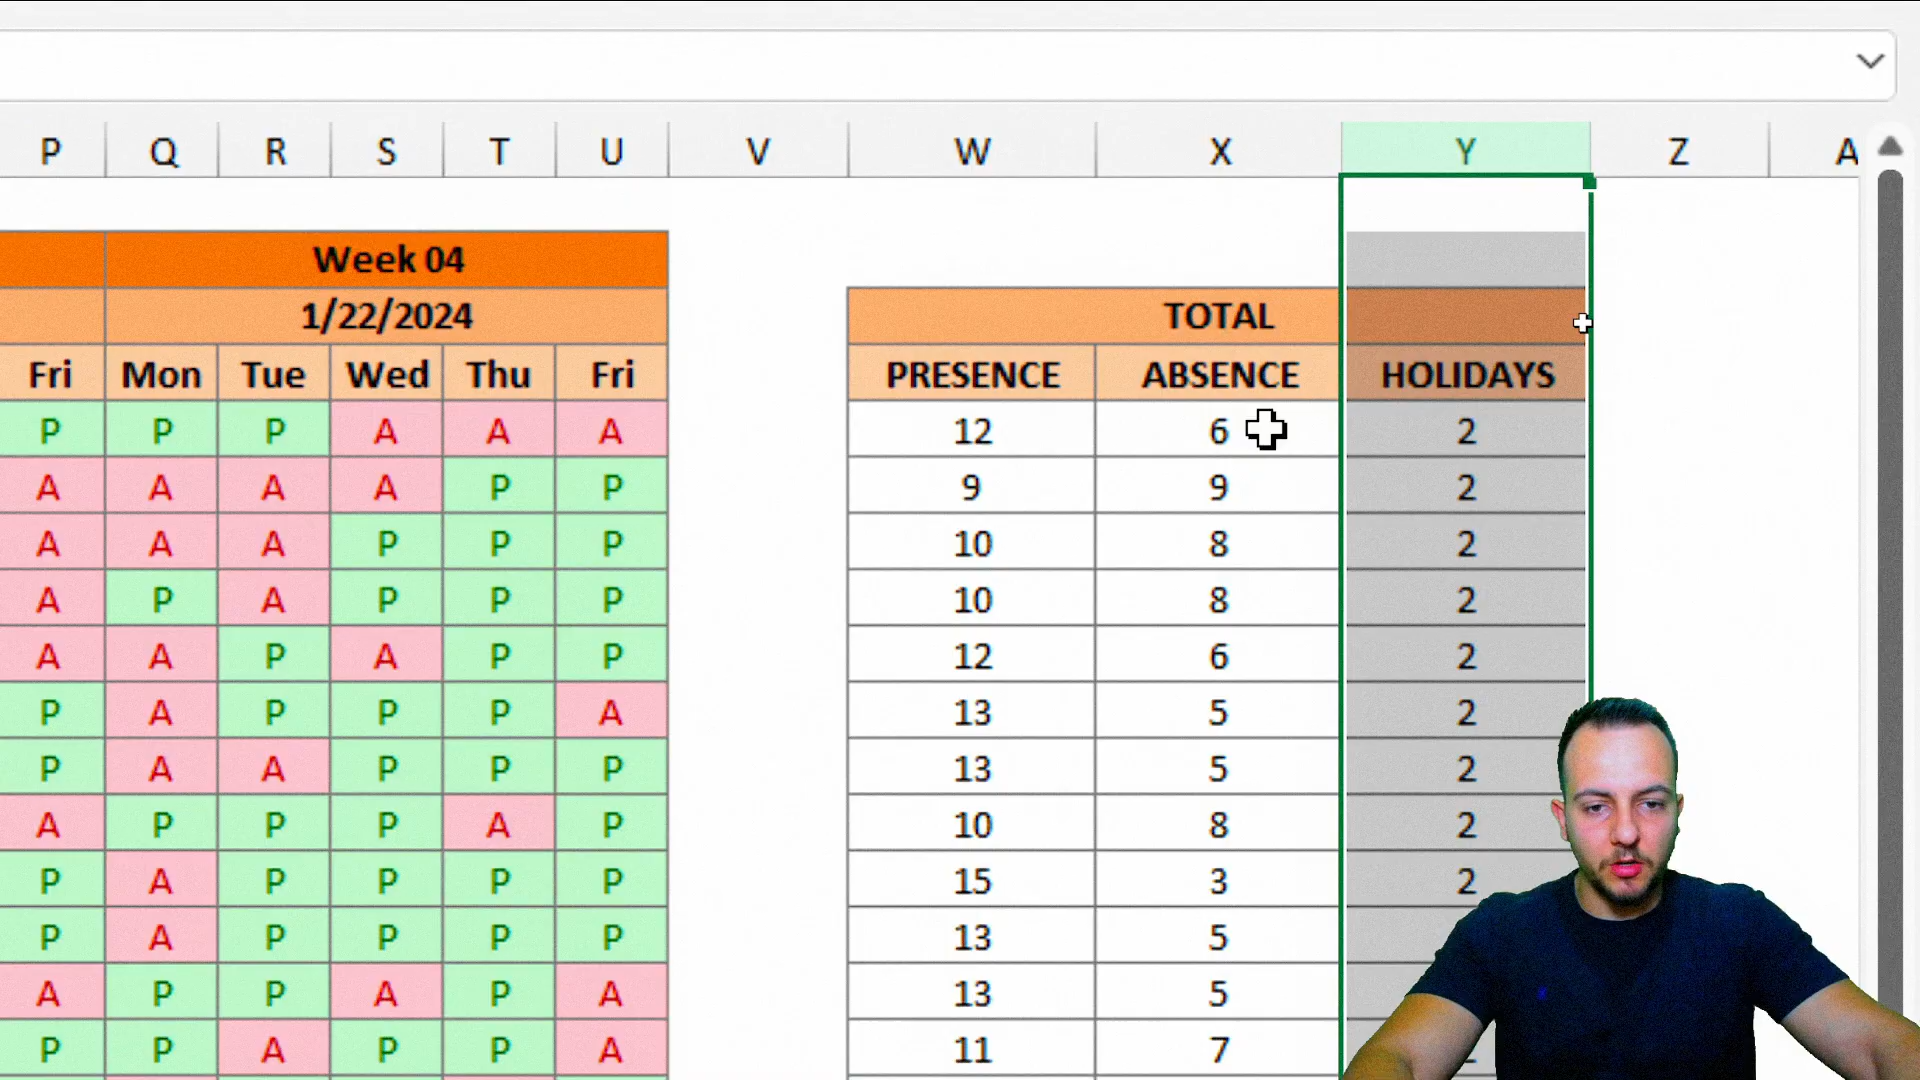 P Q R S T U V W X Y Z A
Week 04
1/22/2024 TOTAL
Fri Mon Tue Wed Thu Fri PRESENCE ABSENCE HOLIDAYS
P P P A A A 12 6 2
A A A A P P 9 9 2
A A A P P P 10 8 2
A P A P P P 10 8 2
A A P A P P 12 6 2
P A P P P A 13 5 2
P A A P P P 13 5 2
A P P P A P 10 8 2
P A P P P P 15 3 2
P A P P P P 13 5
A P P A P A 13 5
P P A P P A 11 7